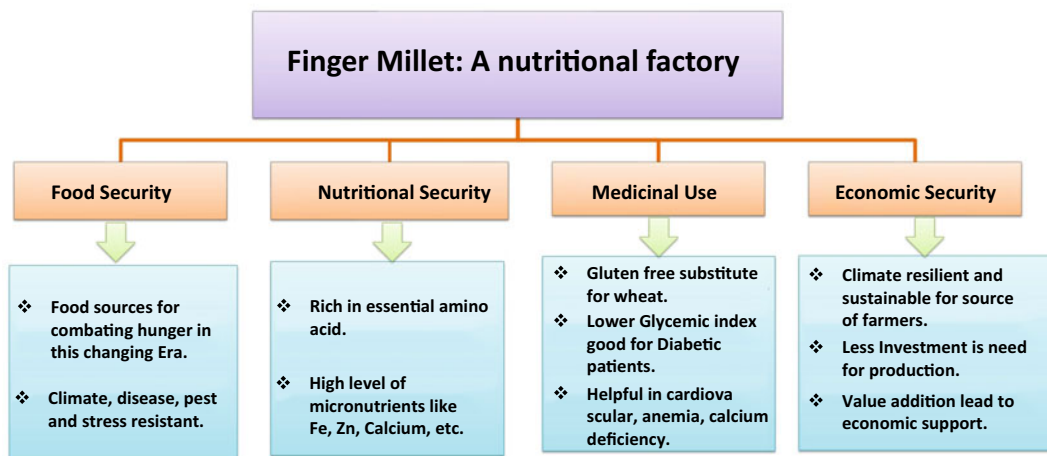 Finger Millet: A nutritional factory
Food Security
Nutritional Security
Medicinal Use
Economic Security
❖ Food sources for
combating hunger in
this changing Era.
❖ Climate, disease, pest
and stress resistant.
❖ Rich in essential amino
acid.
❖ High level of
micronutrients like
Fe, Zn, Calcium, etc.
❖ Gluten free substitute
for wheat.
❖ Lower Glycemic index
good for Diabetic
patients.
❖ Helpful in cardiova
scular, anemia, calcium
deficiency.
❖ Climate resilient and
sustainable for source
of farmers.
❖ Less Investment is need
for production.
❖ Value addition lead to
economic support.